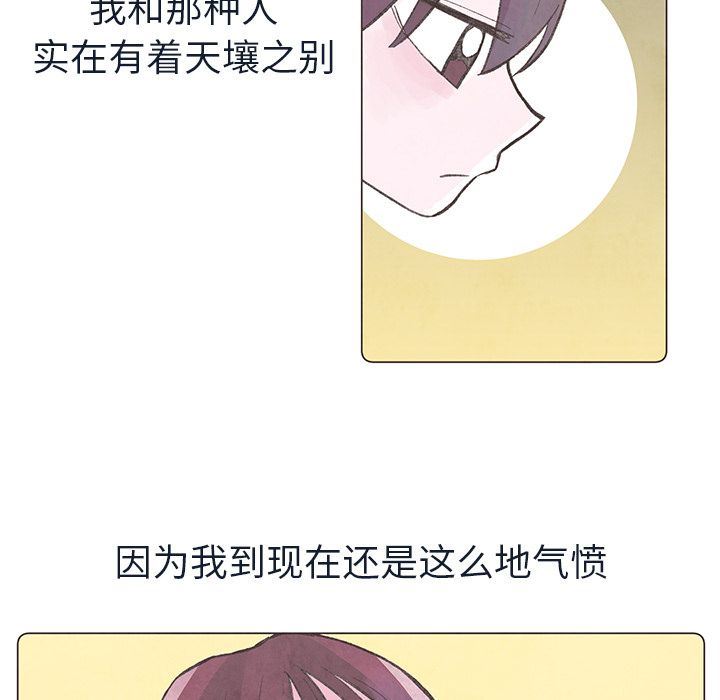 我和那种人
实在有着天壤之别
因为我到现在还是这么地气愤